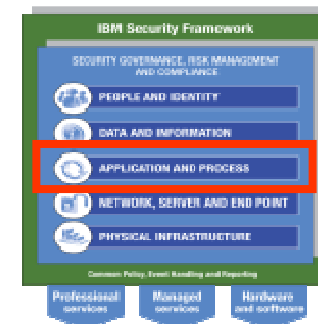 IBM Security Framework
SECURITY GOVERNANCE, RISK MANAGEMENT
AND COMPLIANCE
PEOPLE AND IDENTITY
DATA AND INFORMATION
APPLICATION AND PROCESS
NETWORK, SERVER AND END POINT
PHYSICAL INFRASTRUCTURE
Common Policy, Event Handling and Reporting
Professional services
Managed services
Hardware and software